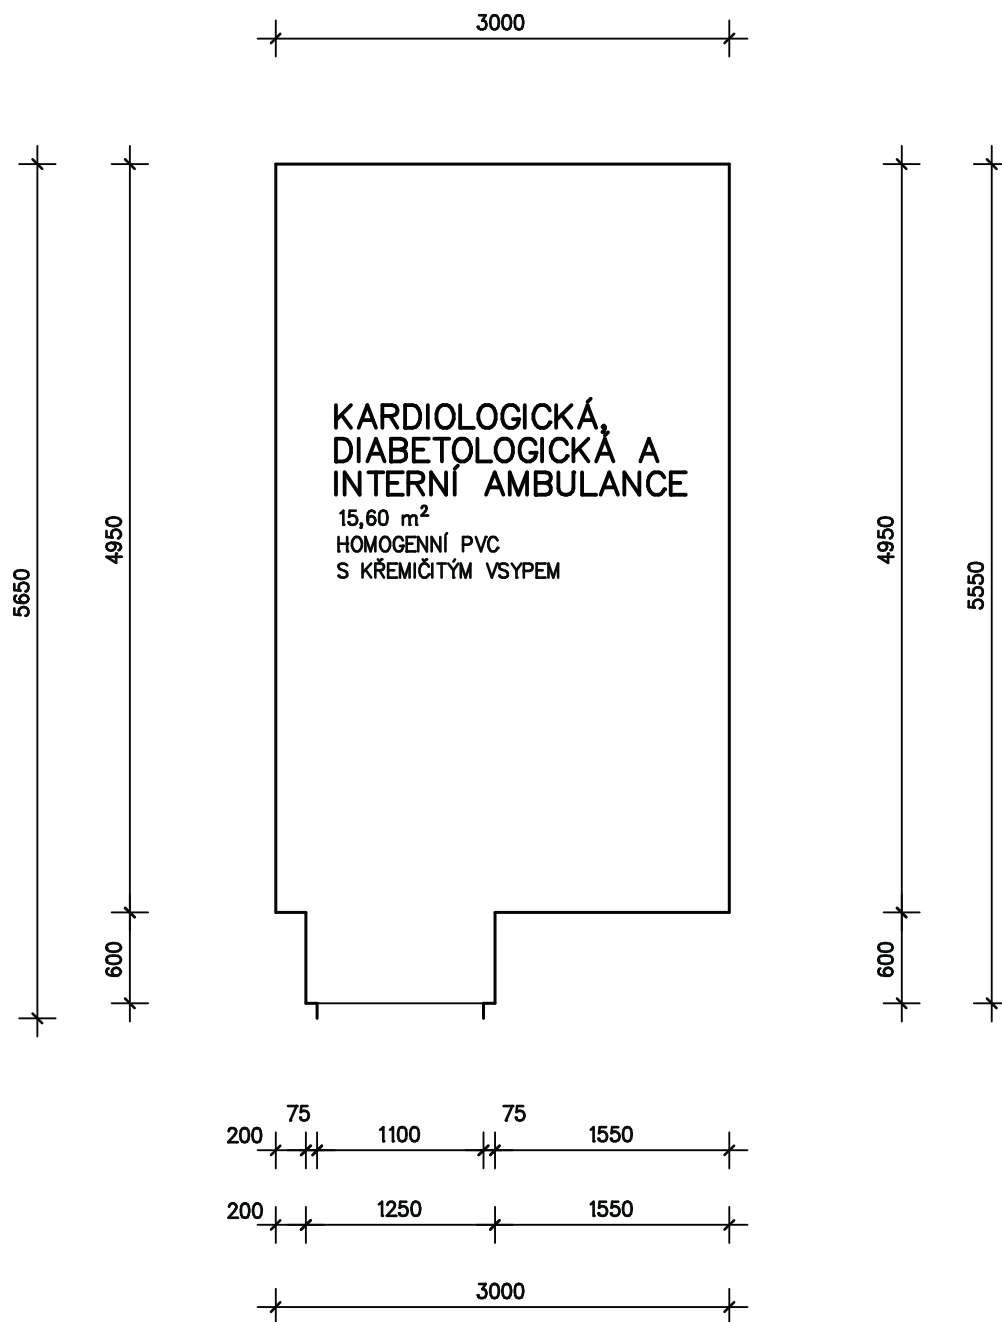 3000
KARDIOLOGICKÁ,
DIABETOLOGICKÁ A
INTERNÍ AMBULANCE
15,60 m²
HOMOGENNÍ PVC
S KŘEMIČITÝM VSYPEM
5650
4950
600
4950
600
5550
75
75
200
1100
1550
200
1250
1550
3000